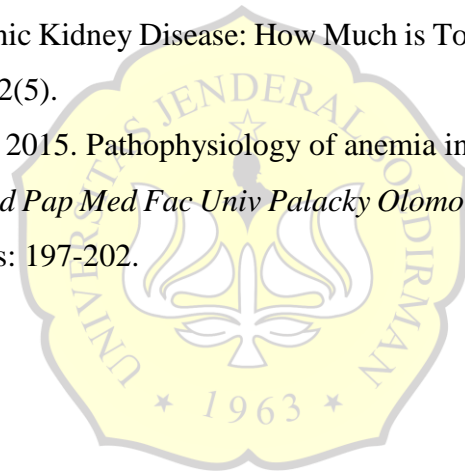 nic Kidney Disease: How Much is To
2(5).
2015. Pathophysiology of anemia in
d Pap Med Fac Univ Palacky Olomo
s: 197-202.
UNIVERSITAS JENDERAL SOEDIRMAN
1963